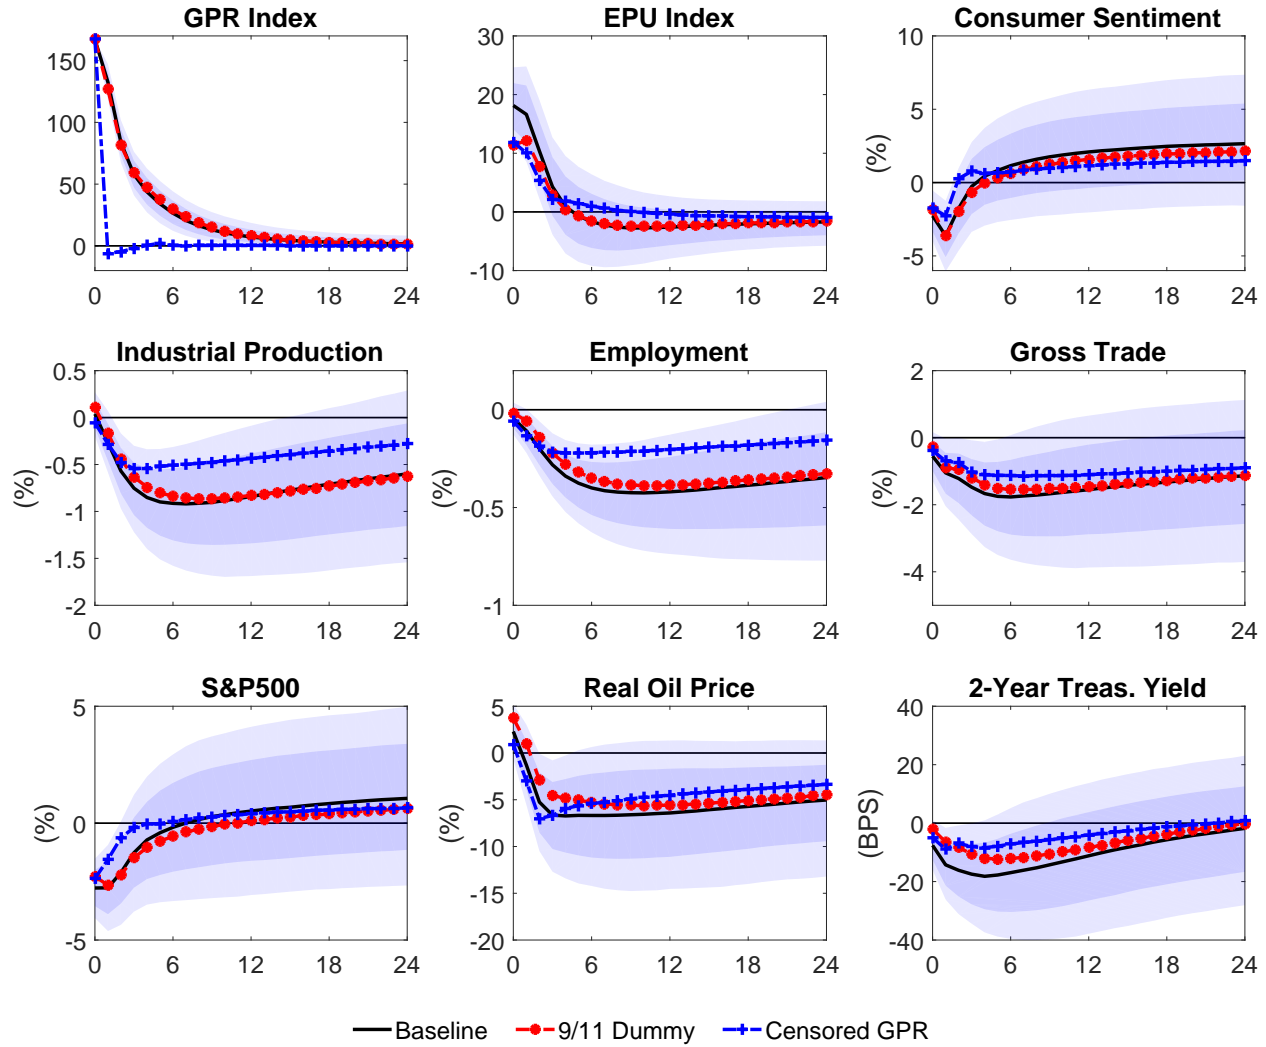 GPR Index
150
100
50
0
0 6 12 18 24
EPU Index
30
20
10
0
-10
0 6 12 18 24
Consumer Sentiment
(%)
10
5
0
-5
0 6 12 18 24
Industrial Production
(%)
0.5
0
-0.5
-1
-1.5
-2
0 6 12 18 24
Employment
0
-0.5
-1
0 6 12 18 24
Gross Trade
(%)
2
0
-2
-4
0 6 12 18 24
S&P500
(%)
5
0
-5
0 6 12 18 24
Real Oil Price
(%)
5
0
-5
-10
-15
-20
0 6 12 18 24
2-Year Treas. Yield
(BPS)
40
20
0
-20
-40
0 6 12 18 24
Baseline 9/11 Dummy Censored GPR